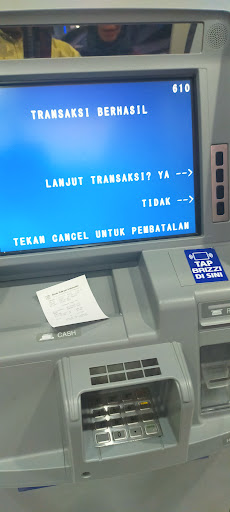 610
TRANSAKSI BERHASIL
LANJUT TRANSAKSI? YA -->
TIDAK -->
TEKAN CANCEL UNTUK PEMBATALAN
TAP
BRIZZI
DI SINI
CASH